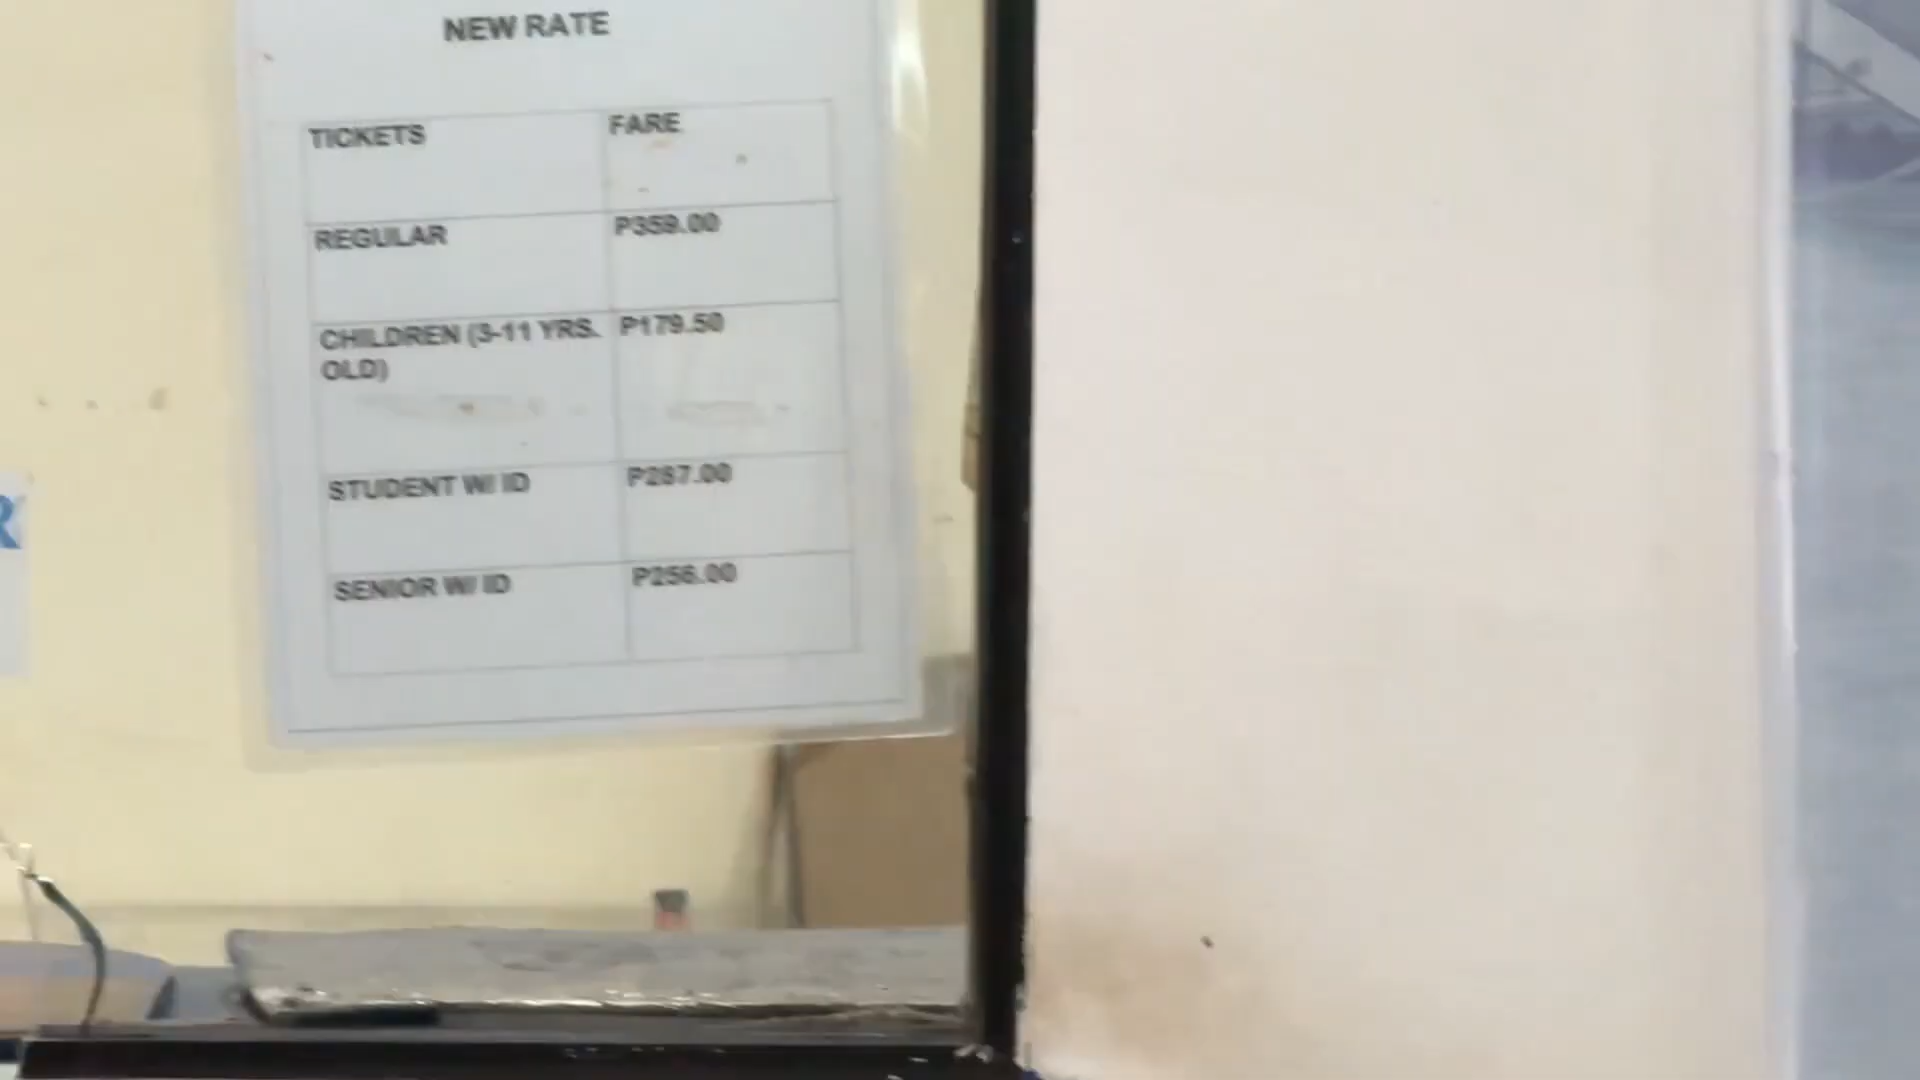 NEW RATE
TICKETS FARE
REGULAR P359.00
CHILDREN (3-11 YRS. P179.50
OLD)
STUDENT W/ ID P287.00
SENIOR W/ ID P256.00
R